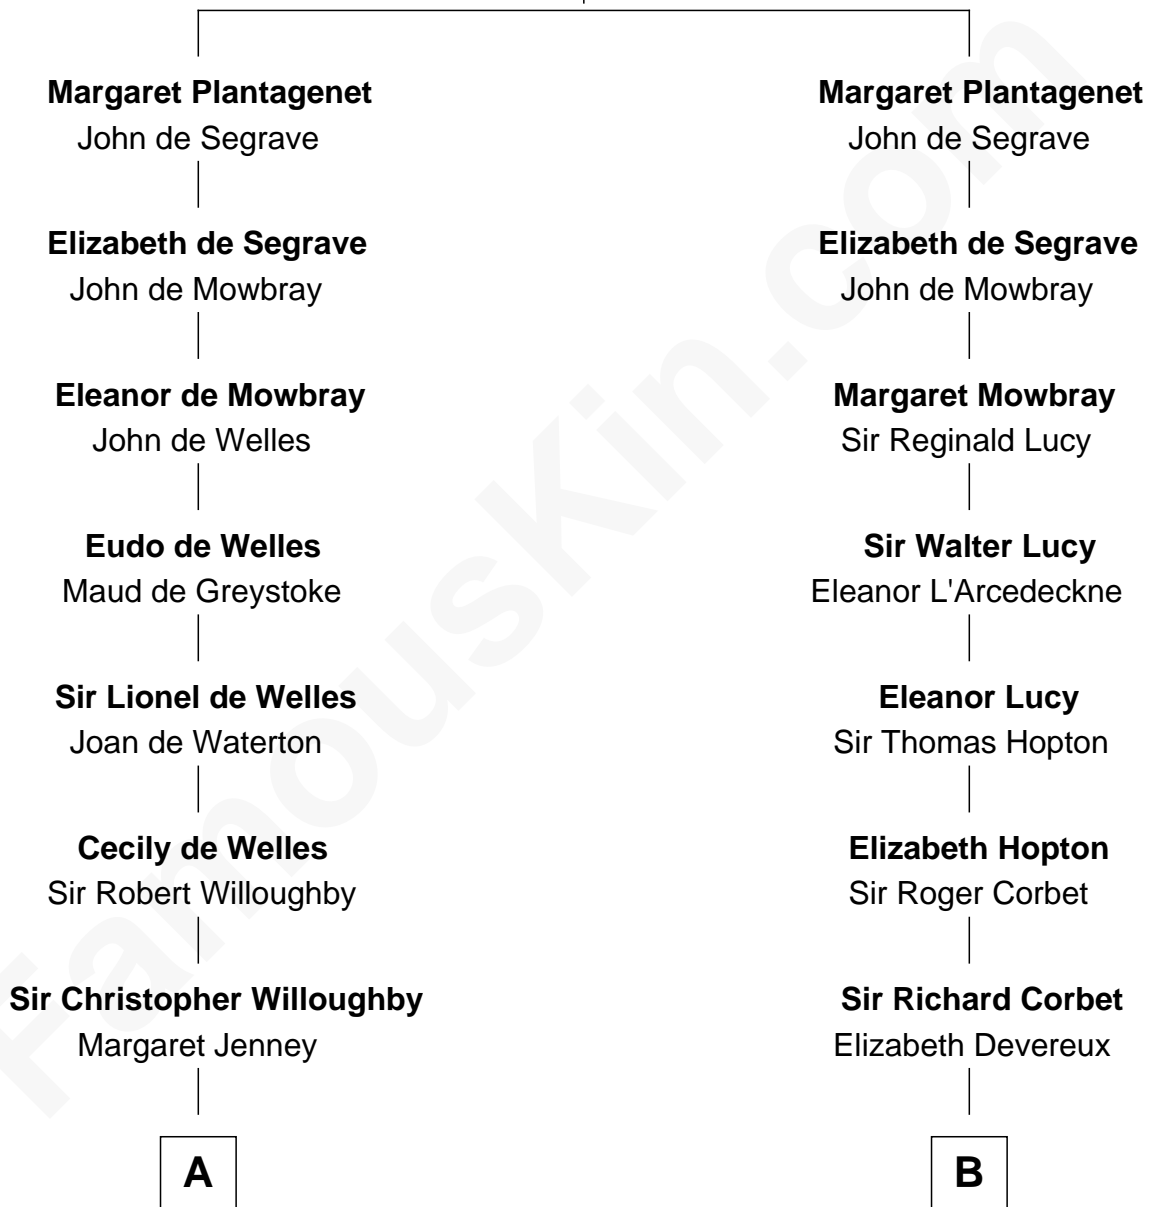 Margaret Plantagenet
John de Segrave
Elizabeth de Segrave
John de Mowbray
Eleanor de Mowbray
John de Welles
Eudo de Welles
Maud de Greystoke
Sir Lionel de Welles
Joan de Waterton
Cecily de Welles
Sir Robert Willoughby
Sir Christopher Willoughby
Margaret Jenney
A
Margaret Plantagenet
John de Segrave
Elizabeth de Segrave
John de Mowbray
Margaret Mowbray
Sir Reginald Lucy
Sir Walter Lucy
Eleanor L'Arcedeckne
Eleanor Lucy
Sir Thomas Hopton
Elizabeth Hopton
Sir Roger Corbet
Sir Richard Corbet
Elizabeth Devereux
B
FamousKin.com